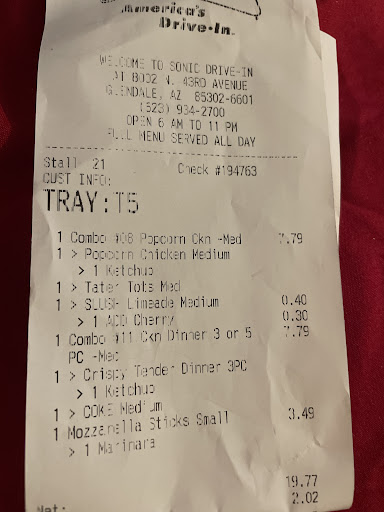 America's
Drive-In.
WELCOME TO SONIC DRIVE-IN
AT 8002 N. 43RD AVENUE
GLENDALE, AZ 85302-6601
(623) 934-2700
OPEN 6 AM TO 11 PM
FULL MENU SERVED ALL DAY
Stall 21 Check #194763
CUST INFO:
TRAY: T5
1 Combo #08 Popcorn Ckn -Med 7.79
1 > Popcorn Chicken Medium
> 1 Ketchup
1 > Tater Tots Med
1 > SLUSH Limeade Medium 0.40
> 1 ADD Cherry 0.30
1 Combo #11 Ckn Dinner 3 or 5 7.79
PC -Med
1 > Crispy Tender Dinner 3PC
> 1 Ketchup
1 > COKE Medium
1 Mozzarella Sticks Small 3.49
> 1 Marinara
19.77
2.02
Net: